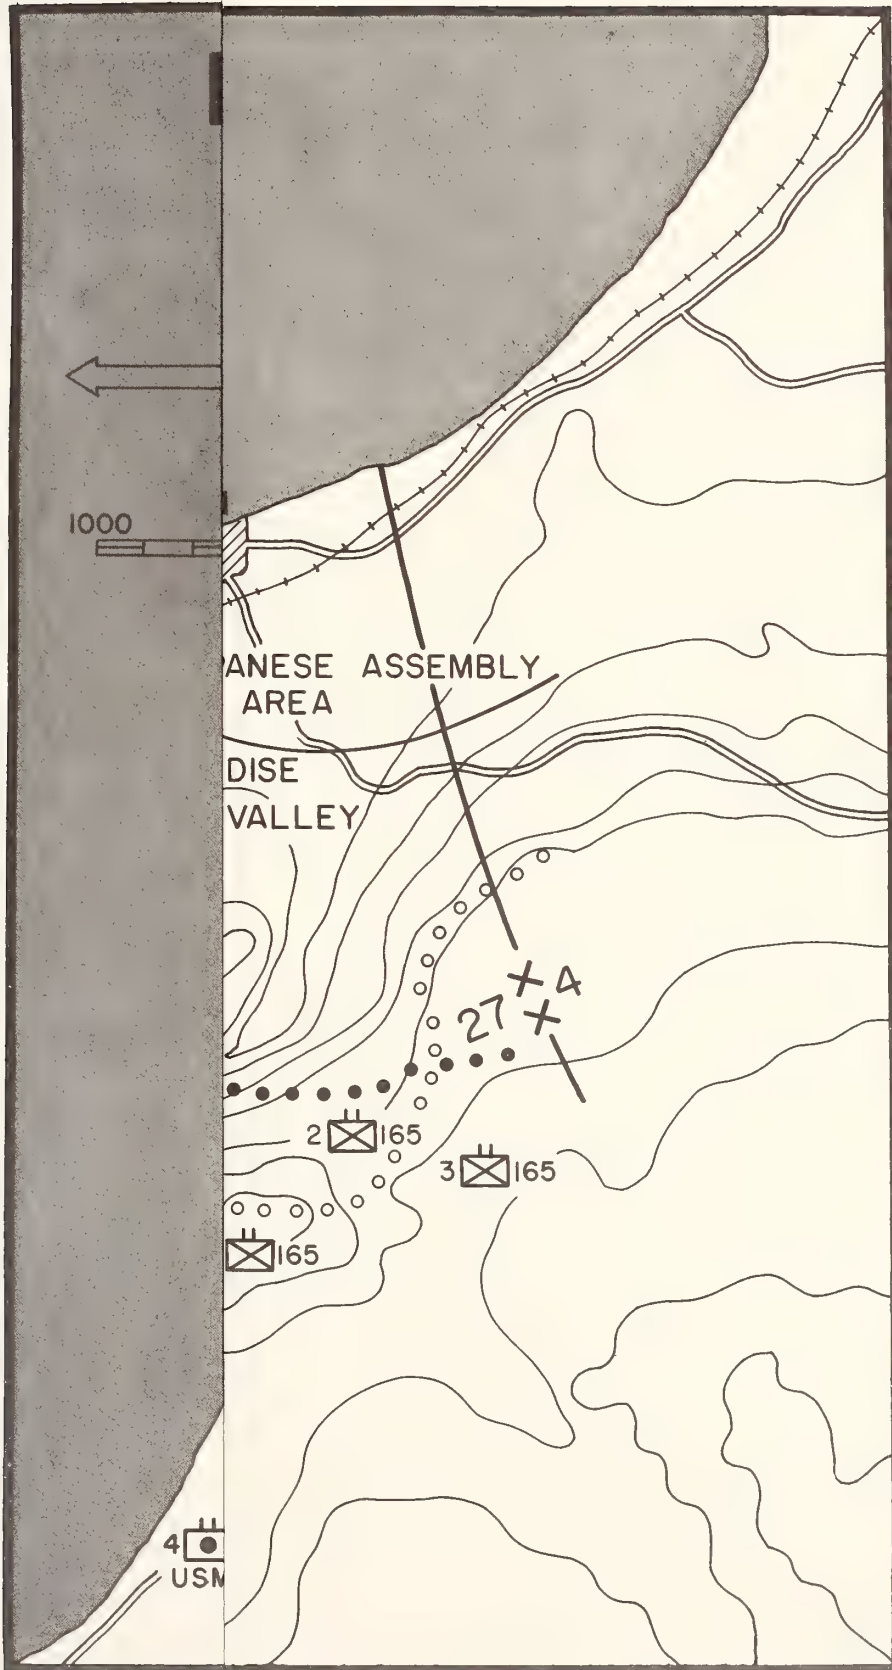 1000
ANESE ASSEMBLY
AREA
DISE
VALLEY
27 4
2 165
3 165
165
4
USM